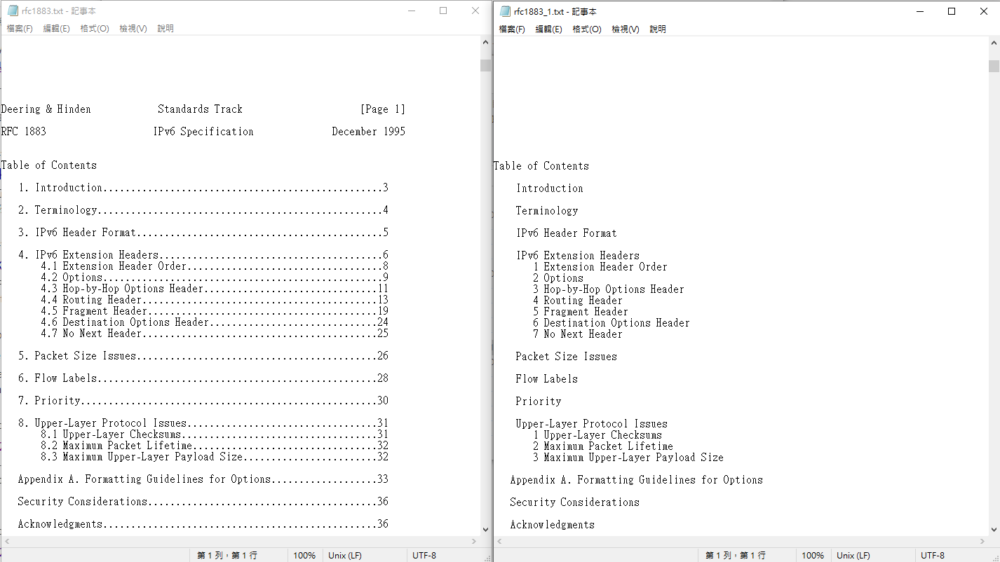 rfc1883.txt - 記事本
檔案(F) 編輯(E) 格式(O) 檢視(V) 說明
Deering & Hinden Standards Track [Page 1]
RFC 1883 IPv6 Specification December 1995
Table of Contents
1. Introduction..................................................3
2. Terminology...................................................4
3. IPv6 Header Format............................................5
4. IPv6 Extension Headers........................................6
4.1 Extension Header Order...................................8
4.2 Options..................................................9
4.3 Hop-by-Hop Options Header...............................11
4.4 Routing Header..........................................13
4.5 Fragment Header.........................................19
4.6 Destination Options Header..............................24
4.7 No Next Header..........................................25
5. Packet Size Issues...........................................26
6. Flow Labels..................................................28
7. Priority.....................................................30
8. Upper-Layer Protocol Issues..................................31
8.1 Upper-Layer Checksums...................................31
8.2 Maximum Packet Lifetime.................................32
8.3 Maximum Upper-Layer Payload Size........................32
Appendix A. Formatting Guidelines for Options...................33
Security Considerations.........................................36
Acknowledgments.................................................36
第 1 列，第 1 行 100% Unix (LF) UTF-8
rfc1883_1.txt - 記事本
檔案(F) 編輯(E) 格式(O) 檢視(V) 說明
Table of Contents
Introduction
Terminology
IPv6 Header Format
IPv6 Extension Headers
1 Extension Header Order
2 Options
3 Hop-by-Hop Options Header
4 Routing Header
5 Fragment Header
6 Destination Options Header
7 No Next Header
Packet Size Issues
Flow Labels
Priority
Upper-Layer Protocol Issues
1 Upper-Layer Checksums
2 Maximum Packet Lifetime
3 Maximum Upper-Layer Payload Size
Appendix A. Formatting Guidelines for Options
Security Considerations
Acknowledgments
第 1 列，第 1 行 100% Unix (LF) UTF-8